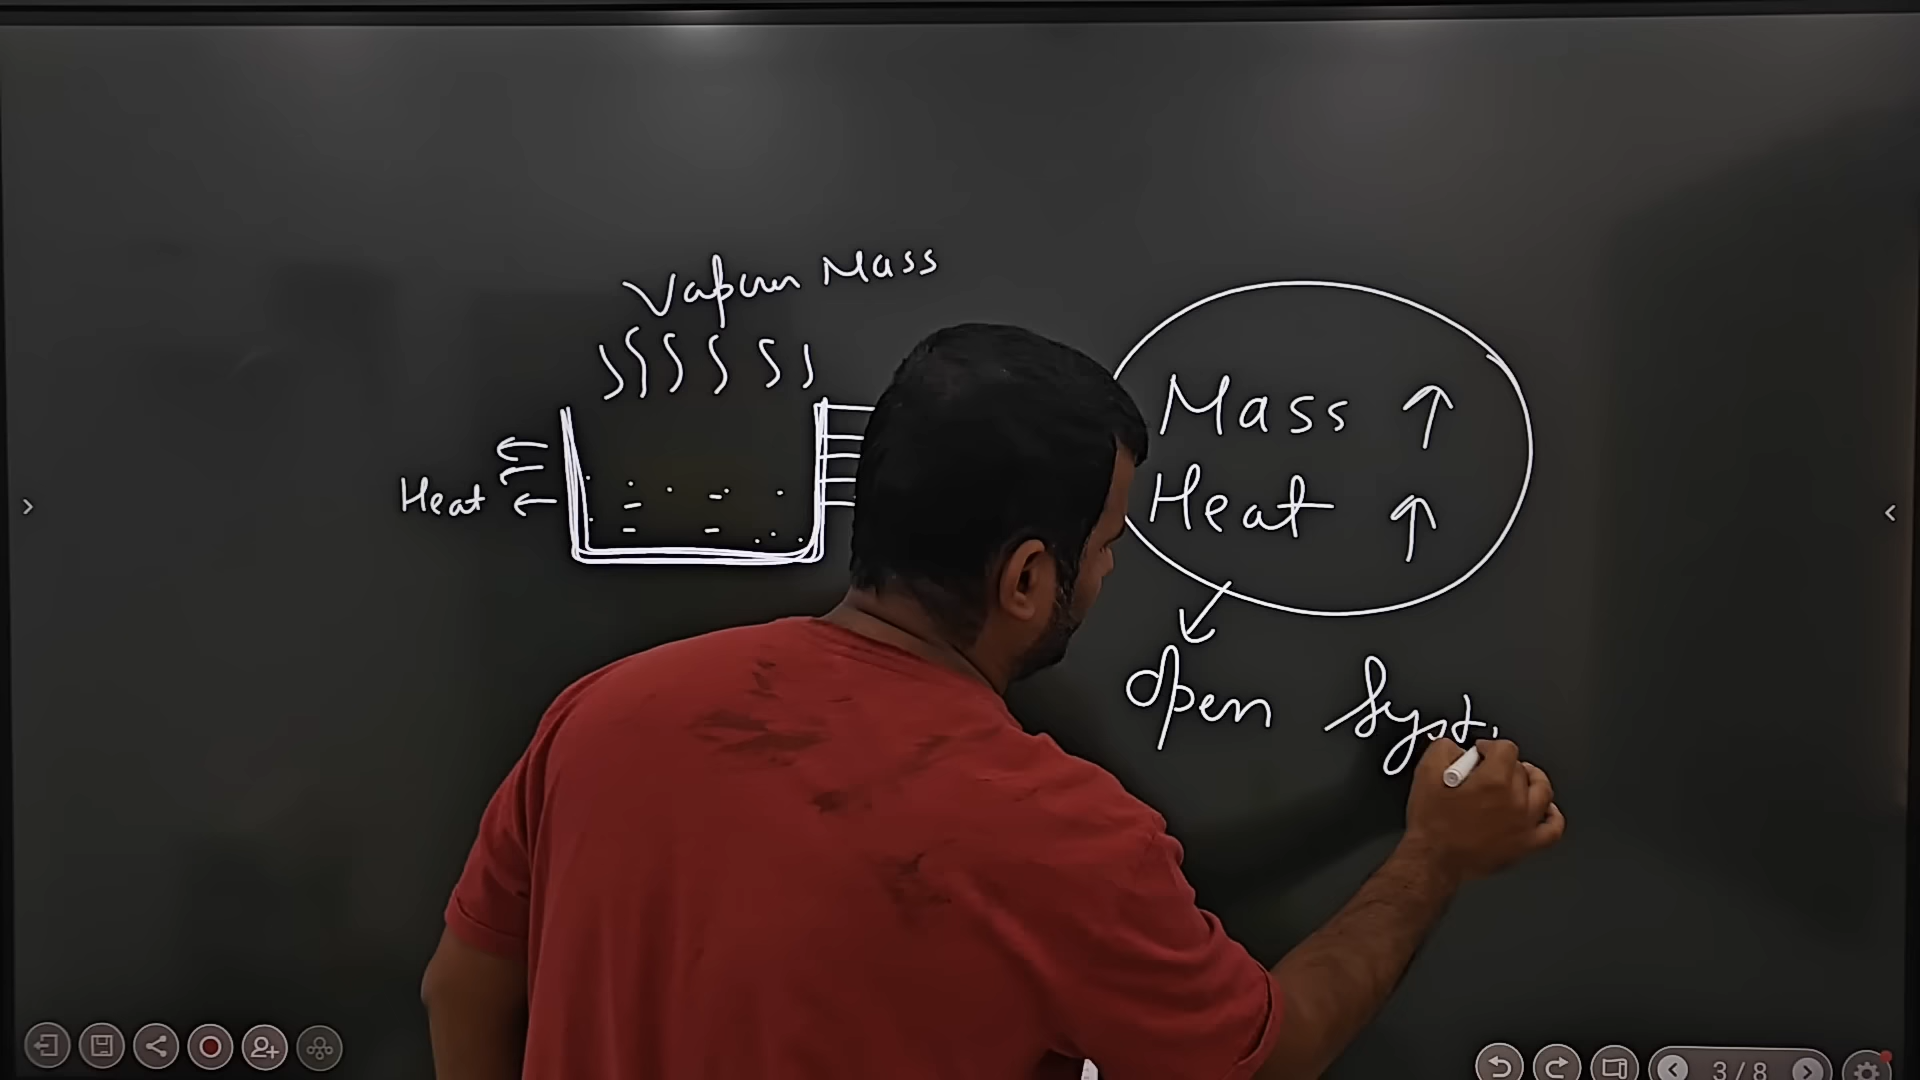 Vapour Mass
Heat
Mass ↑
Heat ↑
Open Syst
3/8